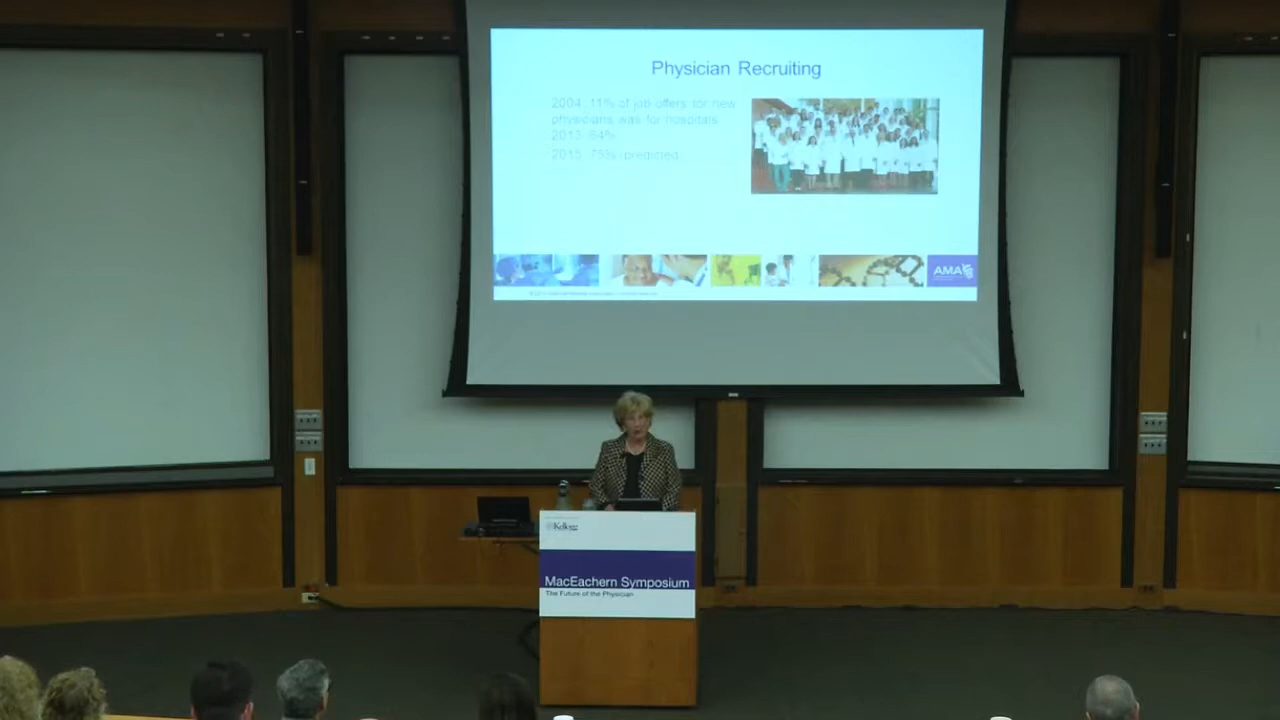 Physician Recruiting
2004: 11% of job offers for new
physicians was for hospitals
2013: 64%
2015: 75% (predicted)
AMA
Kellogg
MacEachern Symposium
The Future of the Physician